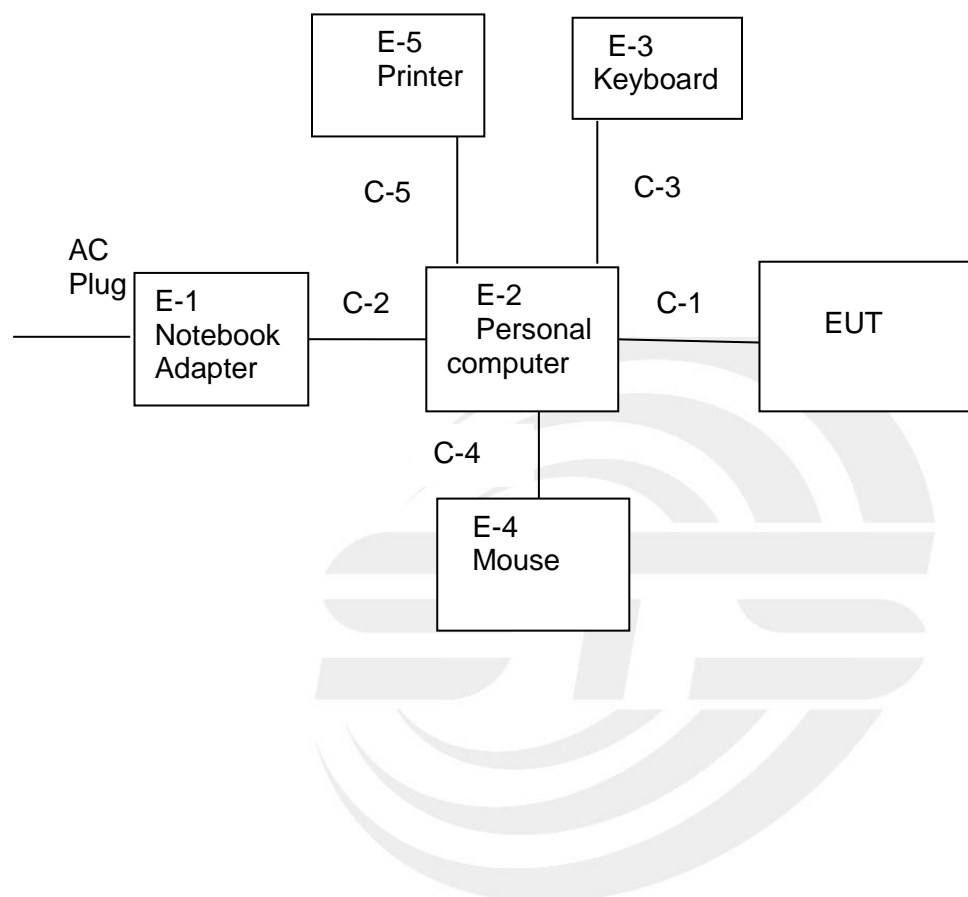 E-5
Printer
E-3
Keyboard
C-5
C-3
AC
Plug
E-1
Notebook
Adapter
C-2
E-2
Personal
computer
C-1
EUT
C-4
E-4
Mouse